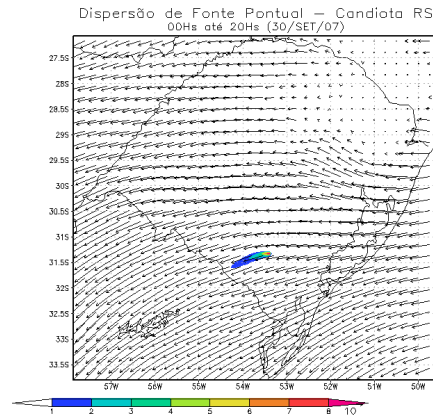 Dispersão de Fonte Pontual – Candiota RS
00Hs até 20Hs (30/SET/07)
27.5S
28S
28.5S
29S
29.5S
30S
30.5S
31S
31.5S
32S
32.5S
33S
33.5S
57W 56W 55W 54W 53W 52W 51W 50W
1 2 3 4 5 6 7 8 10